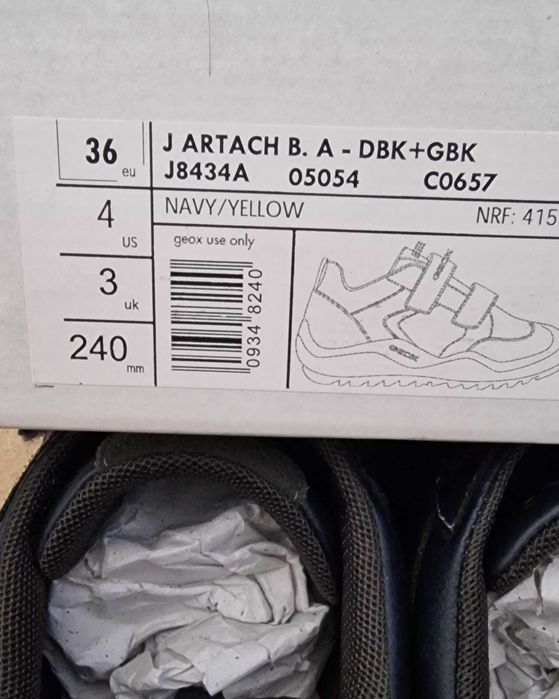 36 eu
4 US
3 uk
240 mm
J ARTACH B. A - DBK+GBK
J8434A 05054 C0657
NAVY/YELLOW NRF: 415
geox use only
0934 8240
GEOX